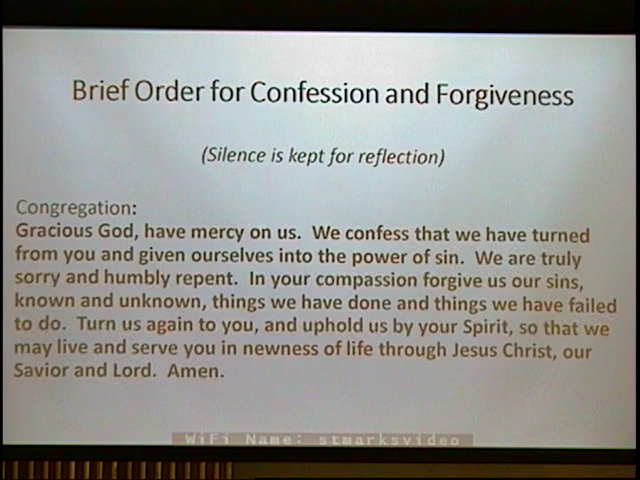 Brief Order for Confession and Forgiveness
(Silence is kept for reflection)
Congregation:
Gracious God, have mercy on us.  We confess that we have turned
from you and given ourselves into the power of sin.  We are truly
sorry and humbly repent.  In your compassion forgive us our sins,
known and unknown, things we have done and things we have failed
to do.  Turn us again to you, and uphold us by your Spirit, so that we
may live and serve you in newness of life through Jesus Christ, our
Savior and Lord.  Amen.
WiFi Name: stmarksvideo